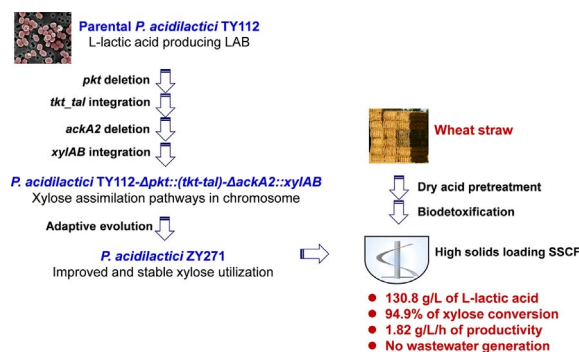 Parental P. acidilactici TY112
L-lactic acid producing LAB
pkt deletion
tkt_tal integration
ackA2 deletion
xylAB integration
P. acidilactici TY112-Δpkt::(tkt-tal)-ΔackA2::xylAB
Xylose assimilation pathways in chromosome
Adaptive evolution
P. acidilactici ZY271
Improved and stable xylose utilization
Wheat straw
Dry acid pretreatment
Biodetoxification
High solids loading SSCF
● 130.8 g/L of L-lactic acid
● 94.9% of xylose conversion
● 1.82 g/L/h of productivity
● No wastewater generation